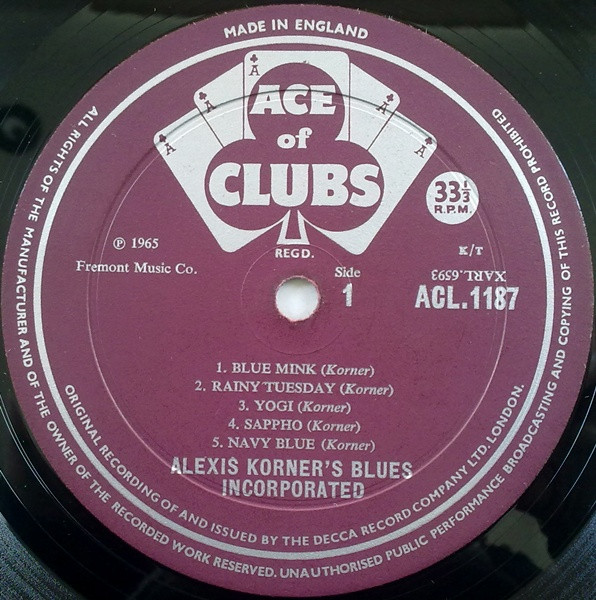 MADE IN ENGLAND
A
A
A
A
A
ACE
of
CLUBS
REGD.
33 1/3
R.P.M.
℗ 1965
Fremont Music Co.
K/T
XARL.6593
Side
1
ACL.1187
1. BLUE MINK (Korner)
2. RAINY TUESDAY (Korner)
3. YOGI (Korner)
4. SAPPHO (Korner)
5. NAVY BLUE (Korner)
ALEXIS KORNER'S BLUES
INCORPORATED
ORIGINAL RECORDING OF AND ISSUED BY THE DECCA RECORD COMPANY LTD. LONDON.
ALL RIGHTS OF THE MANUFACTURER AND OF THE OWNER OF THE RECORDED WORK RESERVED. UNAUTHORISED PUBLIC PERFORMANCE BROADCASTING AND COPYING OF THIS RECORD PROHIBITED